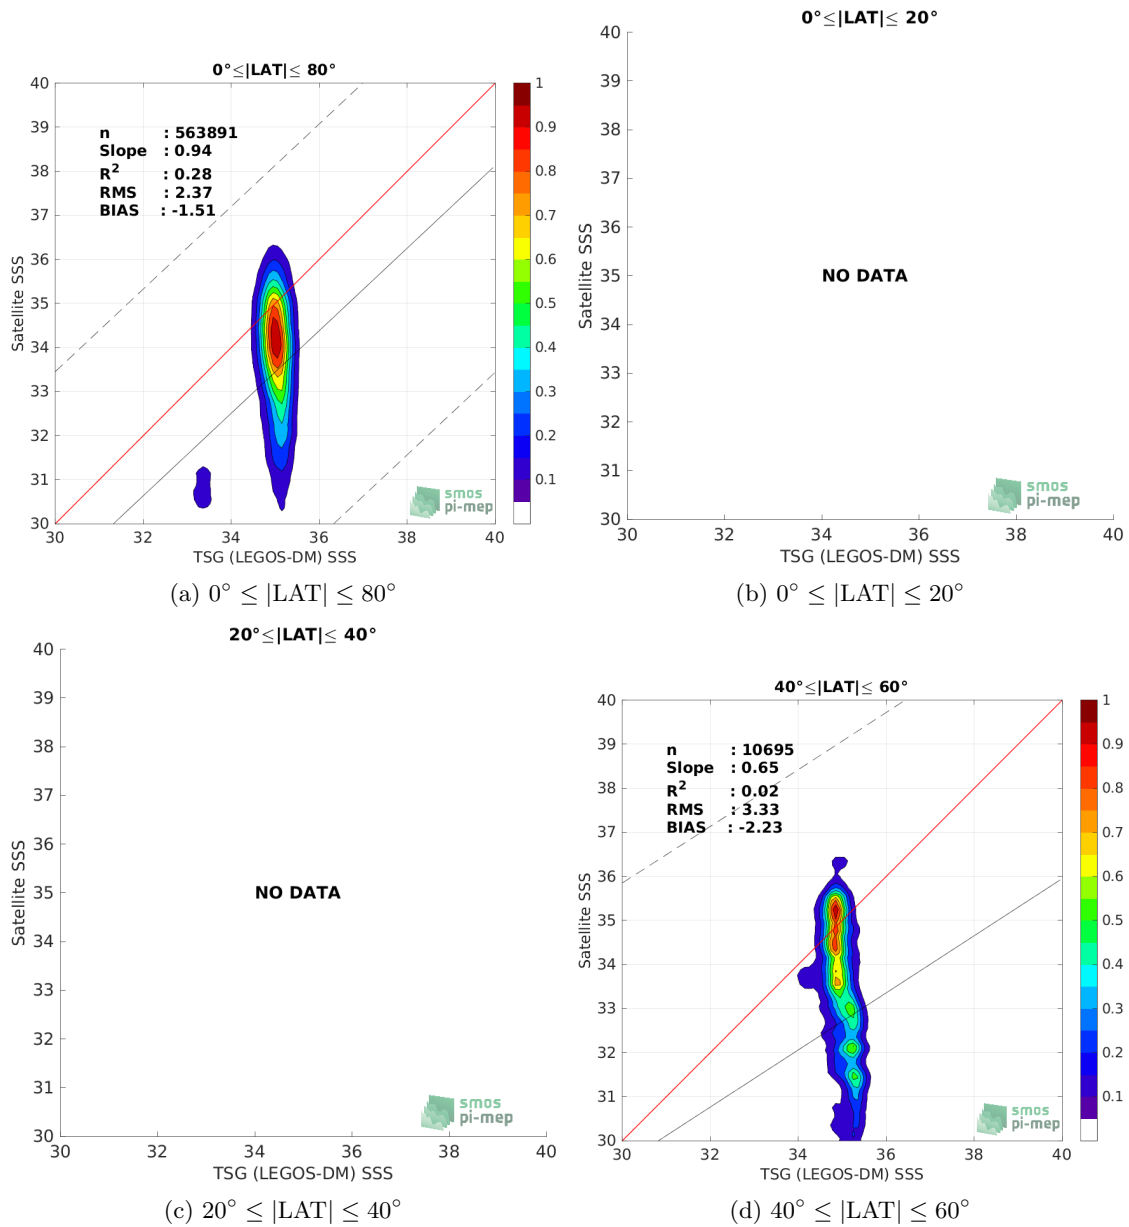 0°≤|LAT|≤ 80°
40
39
38
37
36
35
34
33
32
31
30
Satellite SSS
n : 563891
Slope : 0.94
R² : 0.28
RMS : 2.37
BIAS : -1.51
smos
pi-mep
30 32 34 36 38 40
TSG (LEGOS-DM) SSS
1
0.9
0.8
0.7
0.6
0.5
0.4
0.3
0.2
0.1
(a) 0° ≤ |LAT| ≤ 80°
0°≤|LAT|≤ 20°
40
39
38
37
36
35
34
33
32
31
30
Satellite SSS
NO DATA
smos
pi-mep
30 32 34 36 38 40
TSG (LEGOS-DM) SSS
(b) 0° ≤ |LAT| ≤ 20°
20°≤|LAT|≤ 40°
40
39
38
37
36
35
34
33
32
31
30
Satellite SSS
NO DATA
smos
pi-mep
30 32 34 36 38 40
TSG (LEGOS-DM) SSS
(c) 20° ≤ |LAT| ≤ 40°
40°≤|LAT|≤ 60°
40
39
38
37
36
35
34
33
32
31
30
Satellite SSS
n : 10695
Slope : 0.65
R² : 0.02
RMS : 3.33
BIAS : -2.23
smos
pi-mep
30 32 34 36 38 40
TSG (LEGOS-DM) SSS
1
0.9
0.8
0.7
0.6
0.5
0.4
0.3
0.2
0.1
(d) 40° ≤ |LAT| ≤ 60°